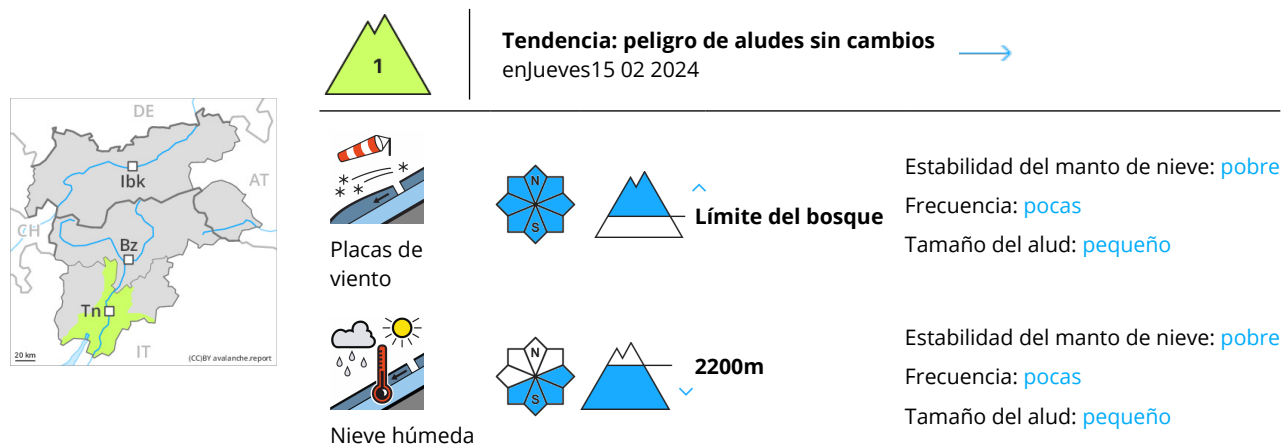 1
Tendencia: peligro de aludes sin cambios
enJueves15 02 2024
DE
Ibk
AT
CH
Bz
Tn
IT
20 km
(CC)BY avalanche.report
Placas de
viento
N
S
Límite del bosque
Estabilidad del manto de nieve: pobre
Frecuencia: pocas
Tamaño del alud: pequeño
Nieve húmeda
N
S
2200m
Estabilidad del manto de nieve: pobre
Frecuencia: pocas
Tamaño del alud: pequeño